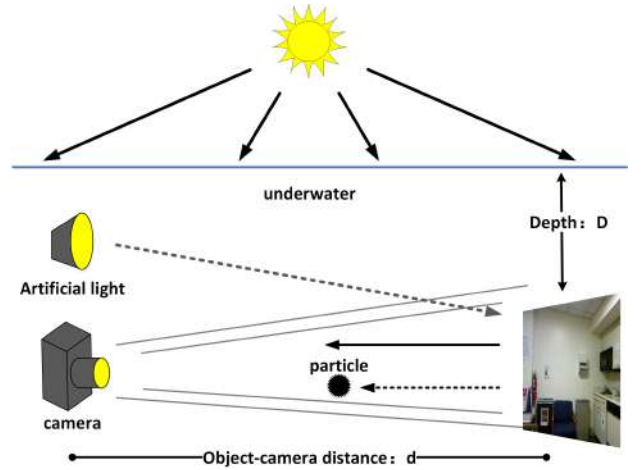 underwater
Depth：D
Artificial light
particle
camera
Object-camera distance：d